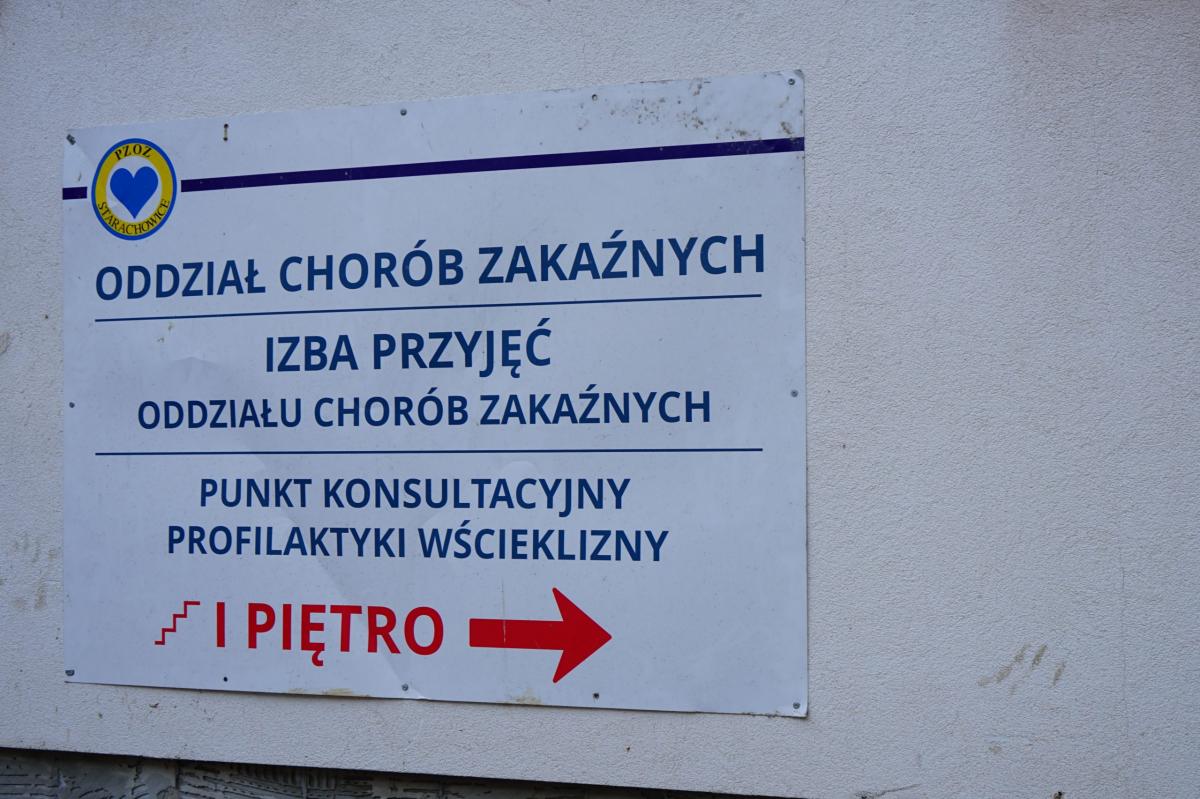 PZOZ
STARACHOWICE
ODDZIAŁ CHORÓB ZAKAŹNYCH
IZBA PRZYJĘĆ
ODDZIAŁU CHORÓB ZAKAŹNYCH
PUNKT KONSULTACYJNY
PROFILAKTYKI WŚCIEKLIZNY
I PIĘTRO